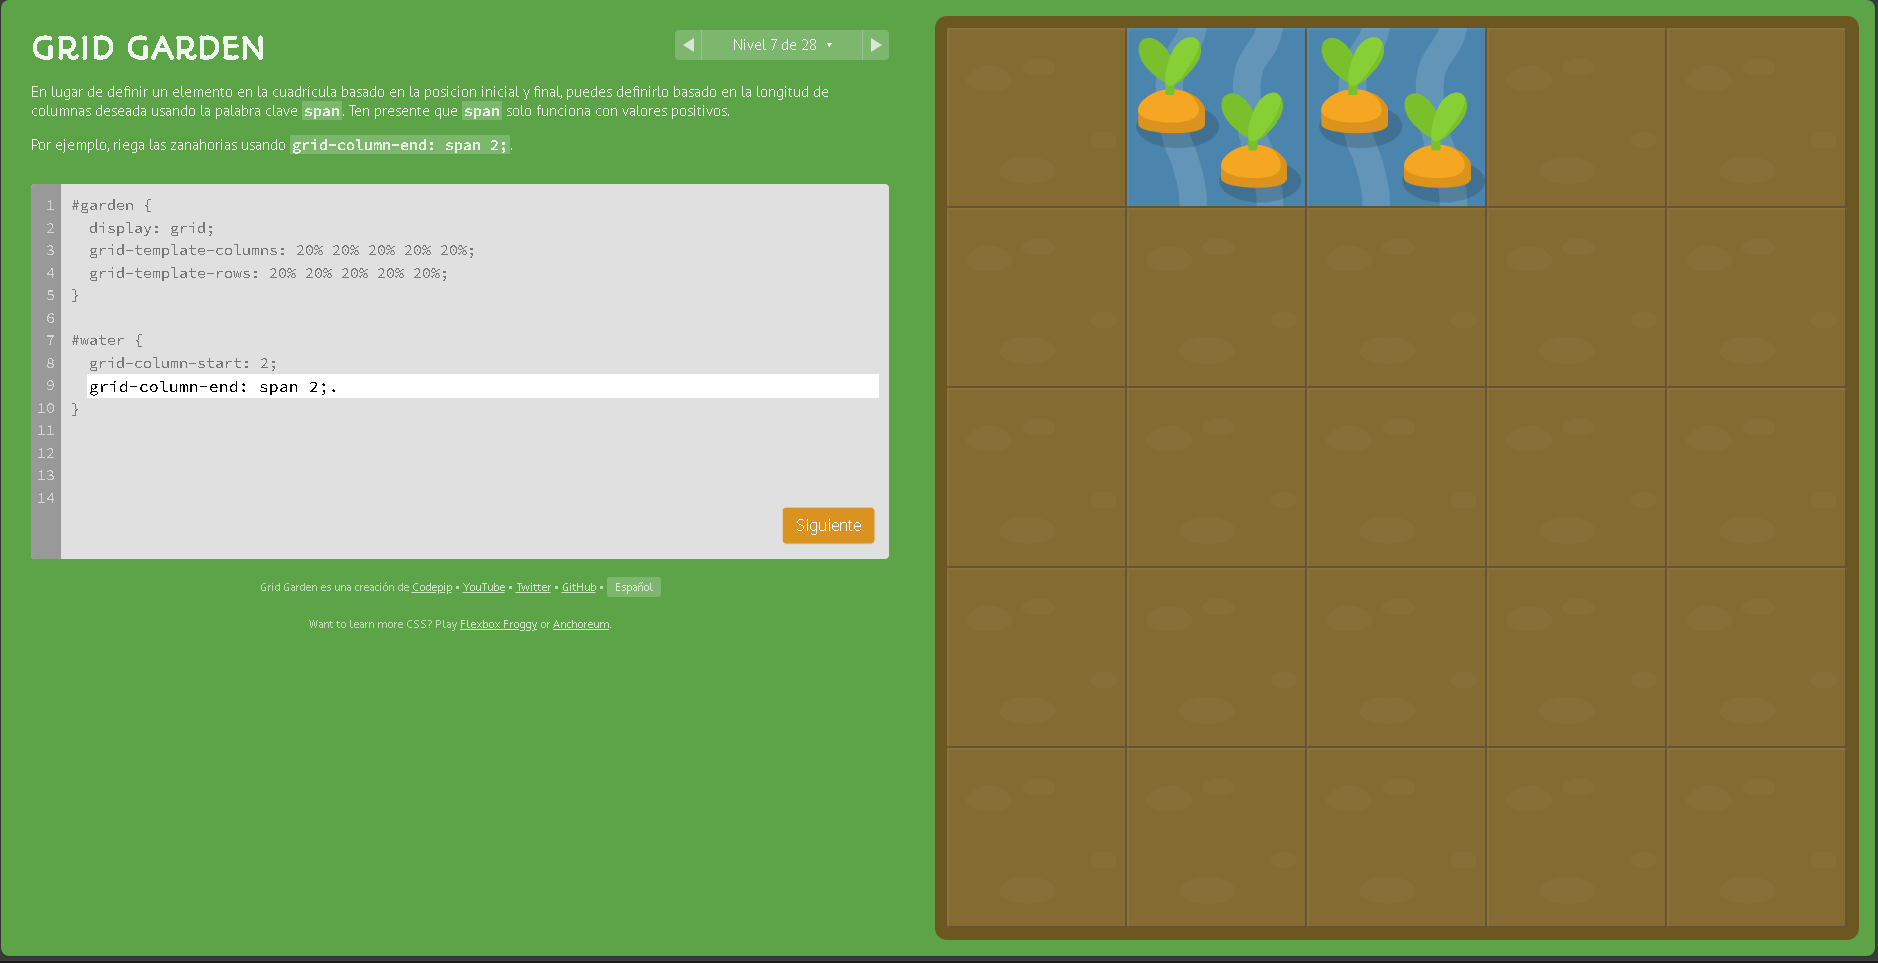 GRID GARDEN
Nivel 7 de 28 ▾
En lugar de definir un elemento en la cuadrícula basado en la posicion inicial y final, puedes definirlo basado en la longitud de
columnas deseada usando la palabra clave span. Ten presente que span solo funciona con valores positivos.
Por ejemplo, riega las zanahorias usando grid-column-end: span 2;.
1 #garden {
2 display: grid;
3 grid-template-columns: 20% 20% 20% 20% 20%;
4 grid-template-rows: 20% 20% 20% 20% 20%;
5 }
6
7 #water {
8 grid-column-start: 2;
9 grid-column-end: span 2;.
10 }
11
12
13
14
Siguiente
Grid Garden es una creación de Codepip • YouTube • Twitter • GitHub • Español
Want to learn more CSS? Play Flexbox Froggy or Anchoreum.